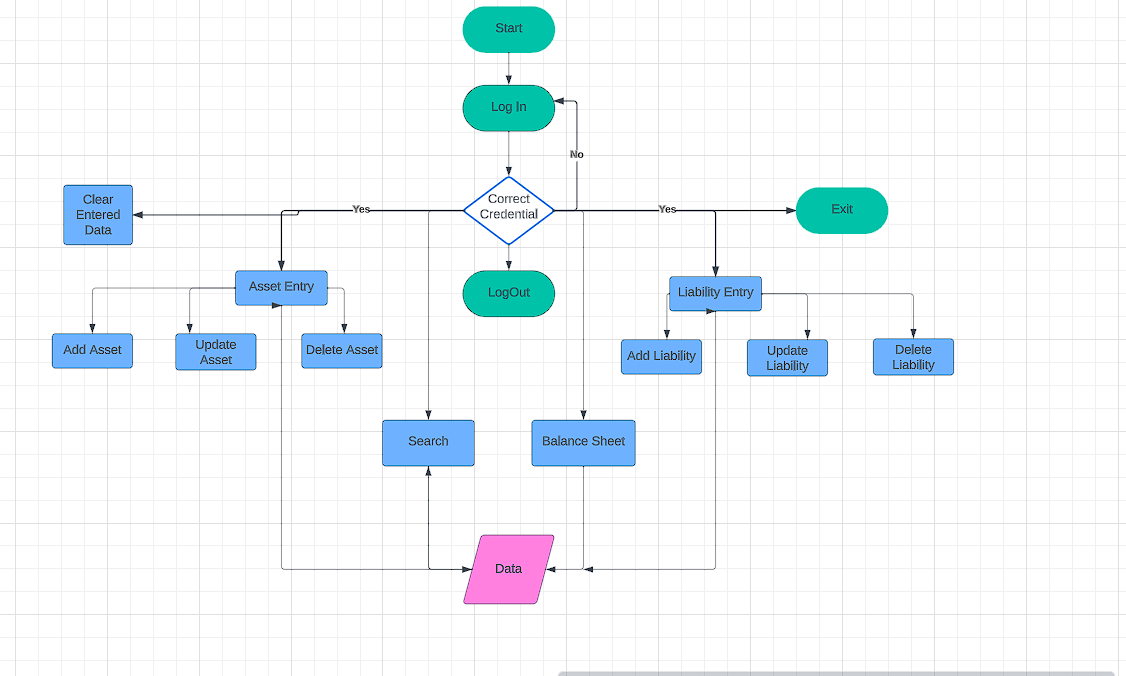 Start
Log In
No
Clear
Entered
Data
Yes
Correct
Credential
Yes
Exit
Asset Entry
LogOut
Liability Entry
Add Asset
Update
Asset
Delete Asset
Add Liability
Update
Liability
Delete
Liability
Search
Balance Sheet
Data